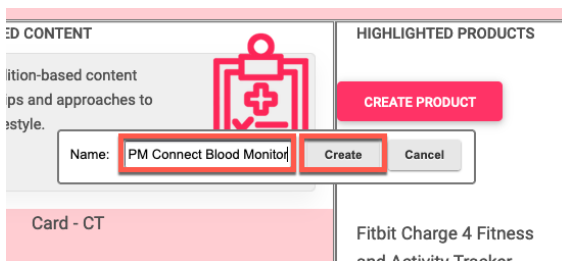 ED CONTENT
HIGHLIGHTED PRODUCTS
lition-based content
ps and approaches to
estyle.
CREATE PRODUCT
Name: PM Connect Blood Monitor Create Cancel
Card - CT
Fitbit Charge 4 Fitness
and Activity Tracker